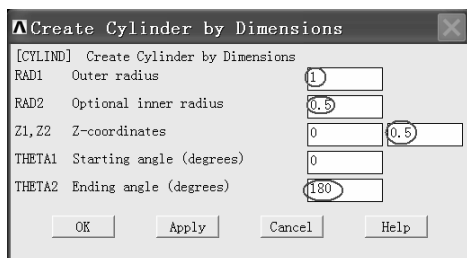 Create Cylinder by Dimensions
[CYLIND] Create Cylinder by Dimensions
RAD1 Outer radius 1
RAD2 Optional inner radius 0.5
Z1,Z2 Z-coordinates 0 0.5
THETA1 Starting angle (degrees) 0
THETA2 Ending angle (degrees) 180
OK Apply Cancel Help